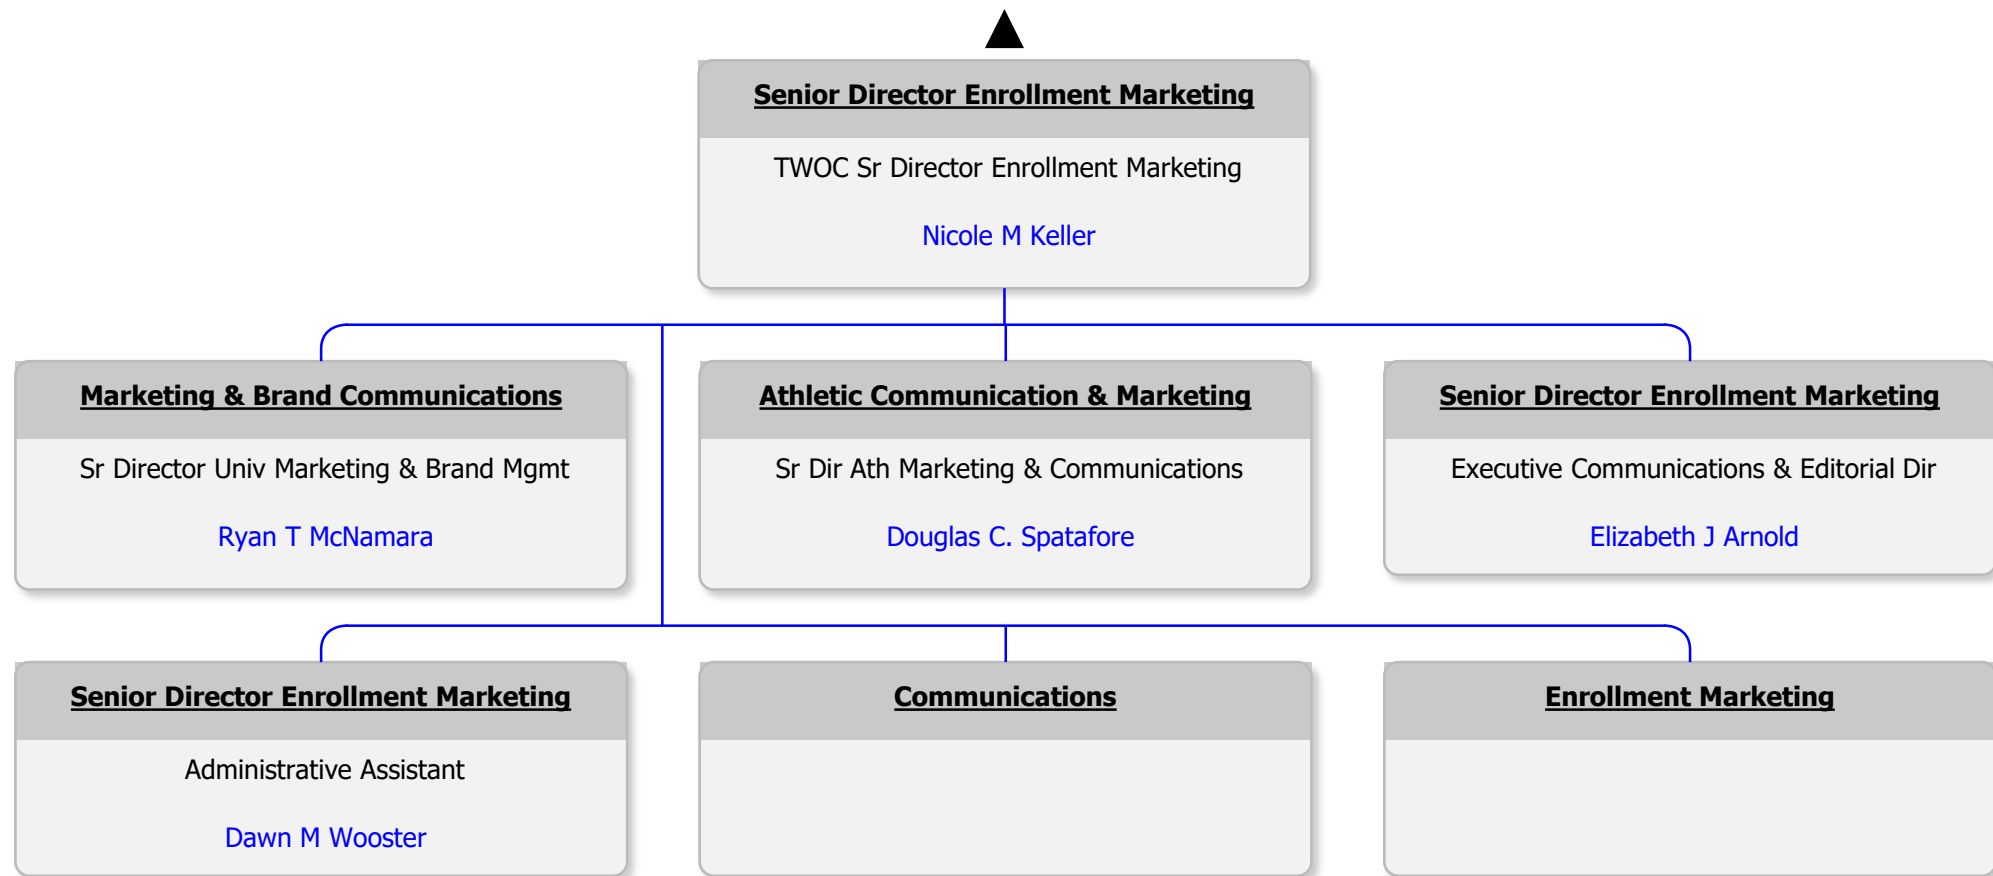 Senior Director Enrollment Marketing
TWOC Sr Director Enrollment Marketing
Nicole M Keller
Marketing & Brand Communications
Sr Director Univ Marketing & Brand Mgmt
Ryan T McNamara
Athletic Communication & Marketing
Sr Dir Ath Marketing & Communications
Douglas C. Spatafore
Senior Director Enrollment Marketing
Executive Communications & Editorial Dir
Elizabeth J Arnold
Senior Director Enrollment Marketing
Administrative Assistant
Dawn M Wooster
Communications
Enrollment Marketing